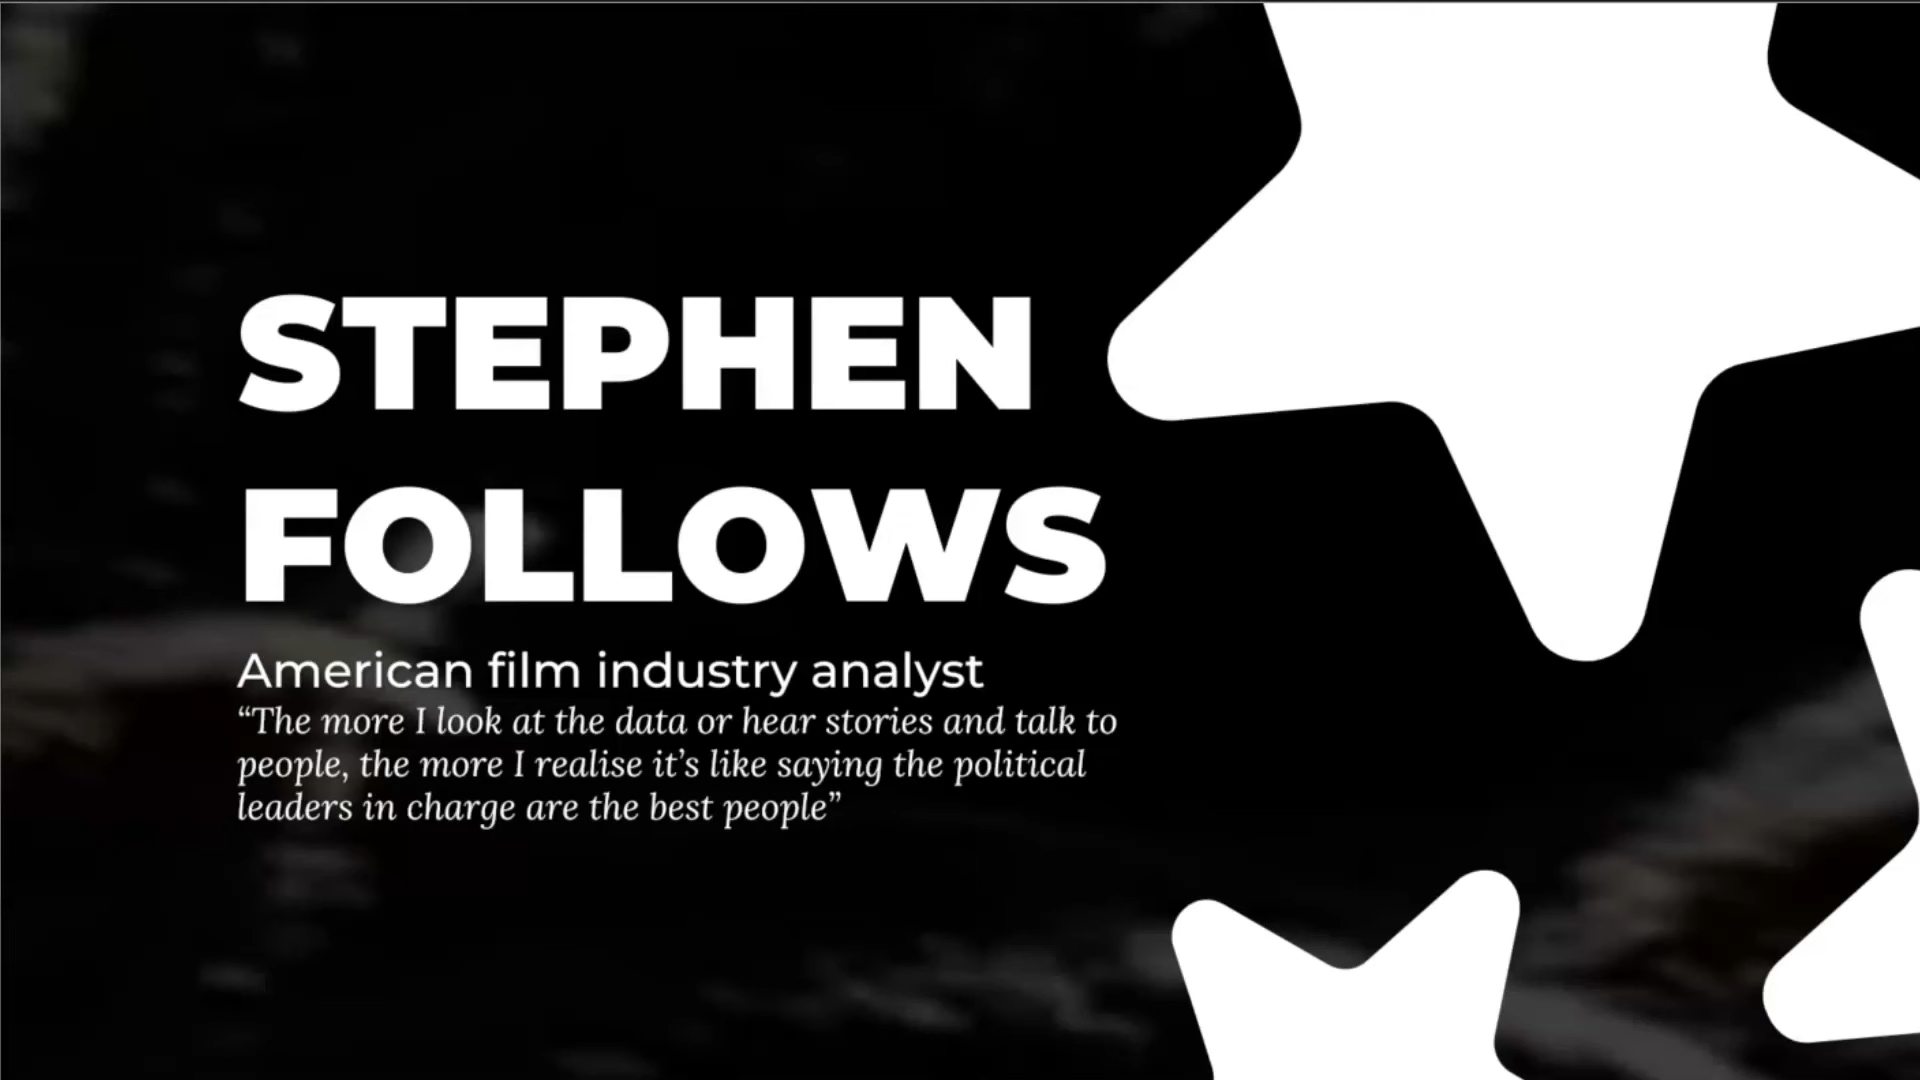 STEPHEN
FOLLOWS
American film industry analyst
“The more I look at the data or hear stories and talk to
people, the more I realise it’s like saying the political
leaders in charge are the best people”